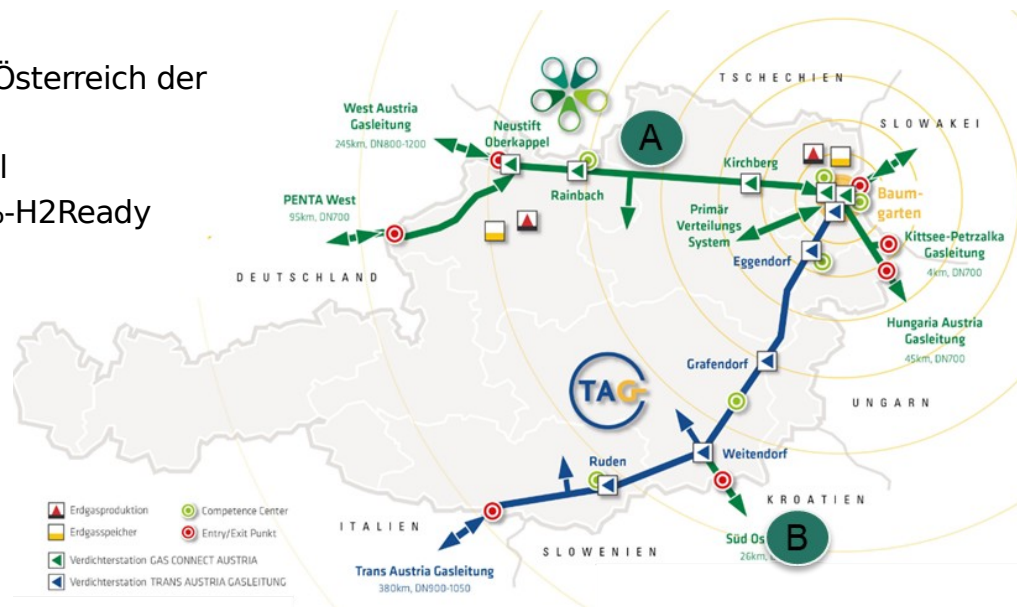 Österreich der
H2Ready
A
TSCHECHIEN
SLOWAKEI
West Austria
Gasleitung
245km, DN800-1200
Neustift
Oberkappel
Rainbach
Kirchberg
PENTA West
95km, DN700
DEUTSCHLAND
Primär
Verteilungs
System
Baum-
garten
Eggendorf
Kittsee-Petrzalka
Gasleitung
4km, DN700
Hungaria Austria
Gasleitung
45km, DN700
Grafendorf
TAG
UNGARN
Weitendorf
Ruden
KROATIEN
ITALIEN
SLOWENIEN
Süd
B
26km,
Trans Austria Gasleitung
380km, DN900-1050
Erdgasproduktion
Competence Center
Erdgasspeicher
Entry/Exit Punkt
Verdichterstation GAS CONNECT AUSTRIA
Verdichterstation TRANS AUSTRIA GASLEITUNG